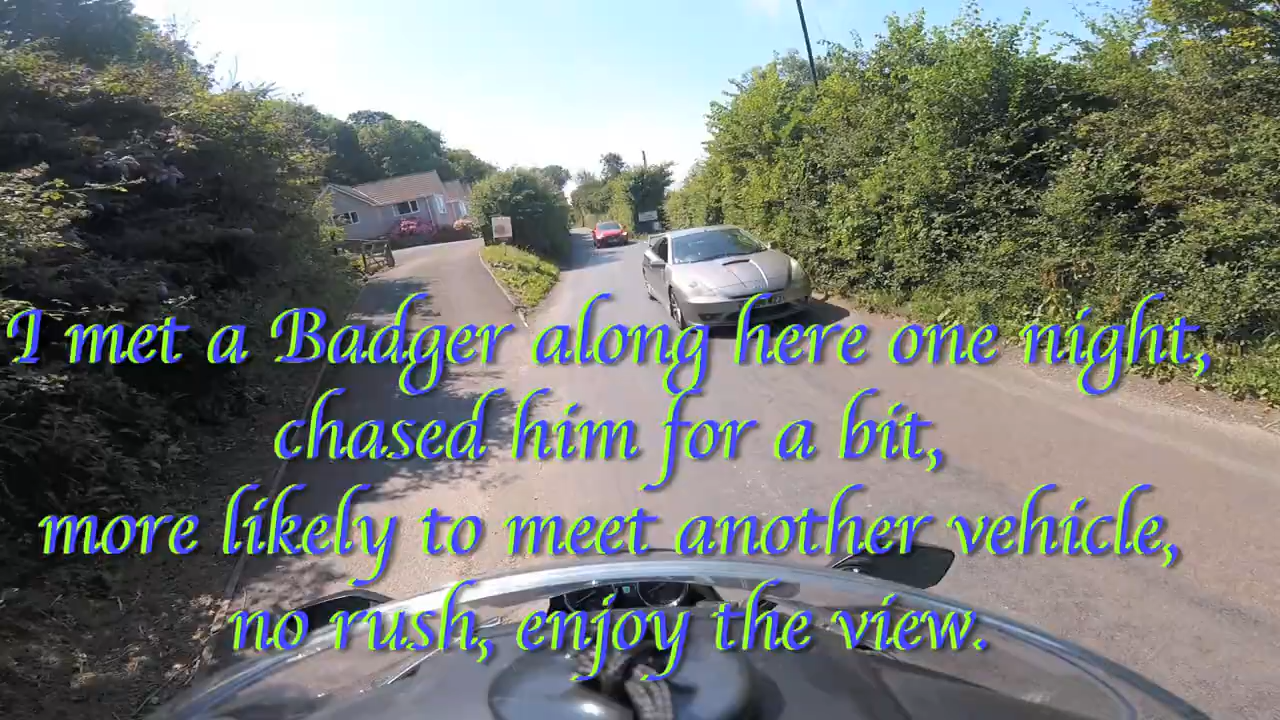 I met a Badger along here one night,
chased him for a bit,
more likely to meet another vehicle,
no rush, enjoy the view.